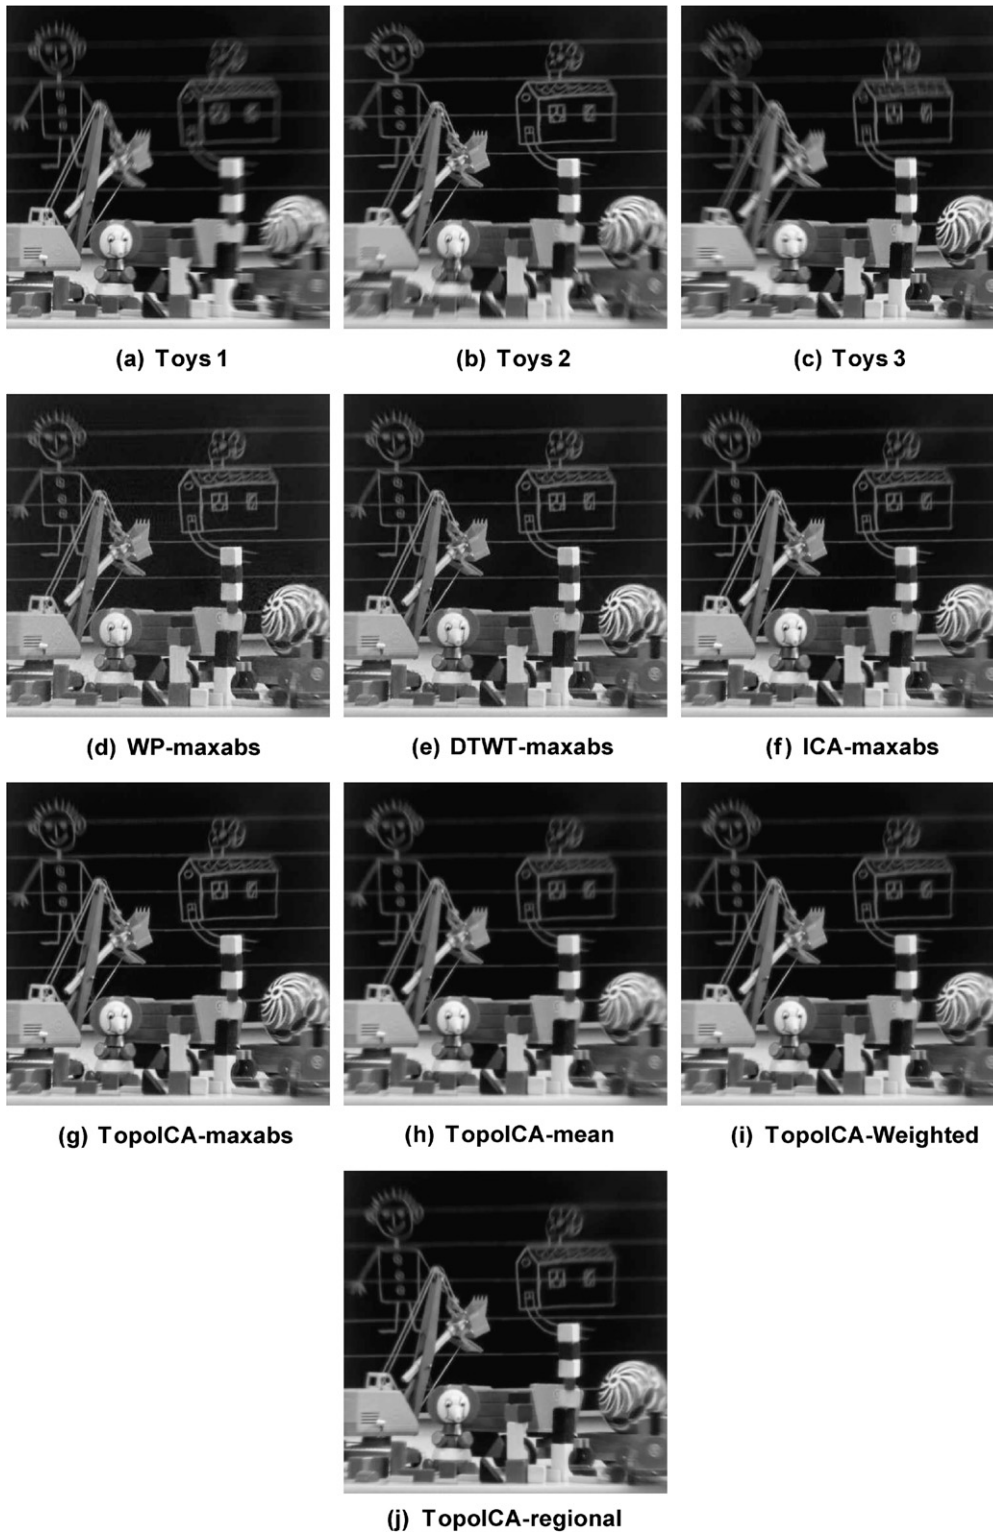 (a) Toys 1
(b) Toys 2
(c) Toys 3
(d) WP-maxabs
(e) DTWT-maxabs
(f) ICA-maxabs
(g) TopoICA-maxabs
(h) TopoICA-mean
(i) TopoICA-Weighted
(j) TopoICA-regional